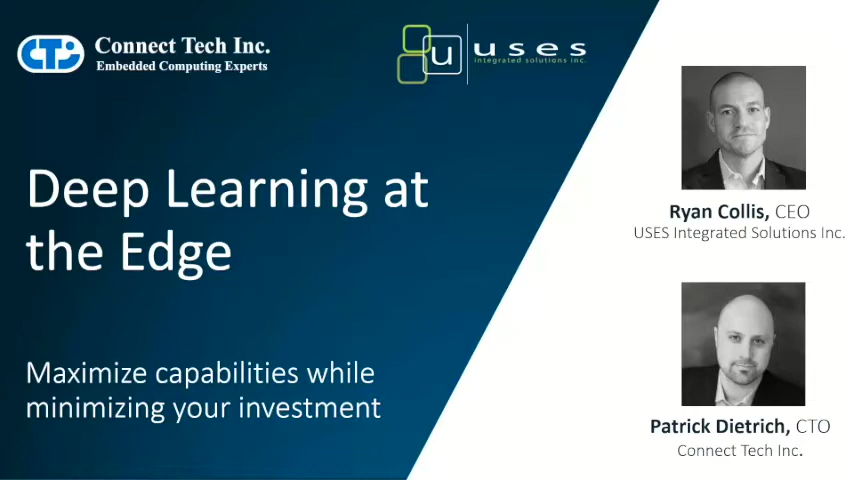 CTi
Connect Tech Inc.
Embedded Computing Experts
u
uses
integrated solutions inc.
Deep Learning at
the Edge
Maximize capabilities while
minimizing your investment
Ryan Collis, CEO
USES Integrated Solutions Inc.
Patrick Dietrich, CTO
Connect Tech Inc.